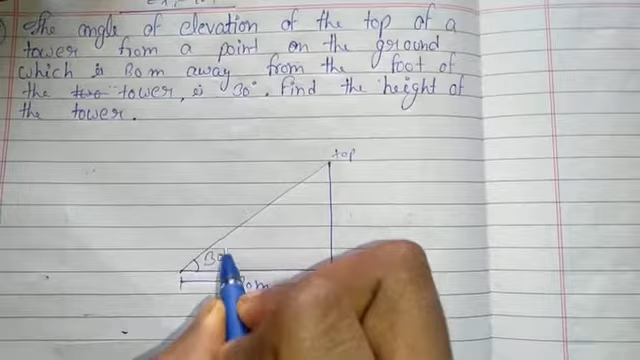 The angle of elevation of the top of a
tower from a point on the ground
which is 30m away from the foot of
the tower, is 30°. Find the height of
the tower.
top
30
30m